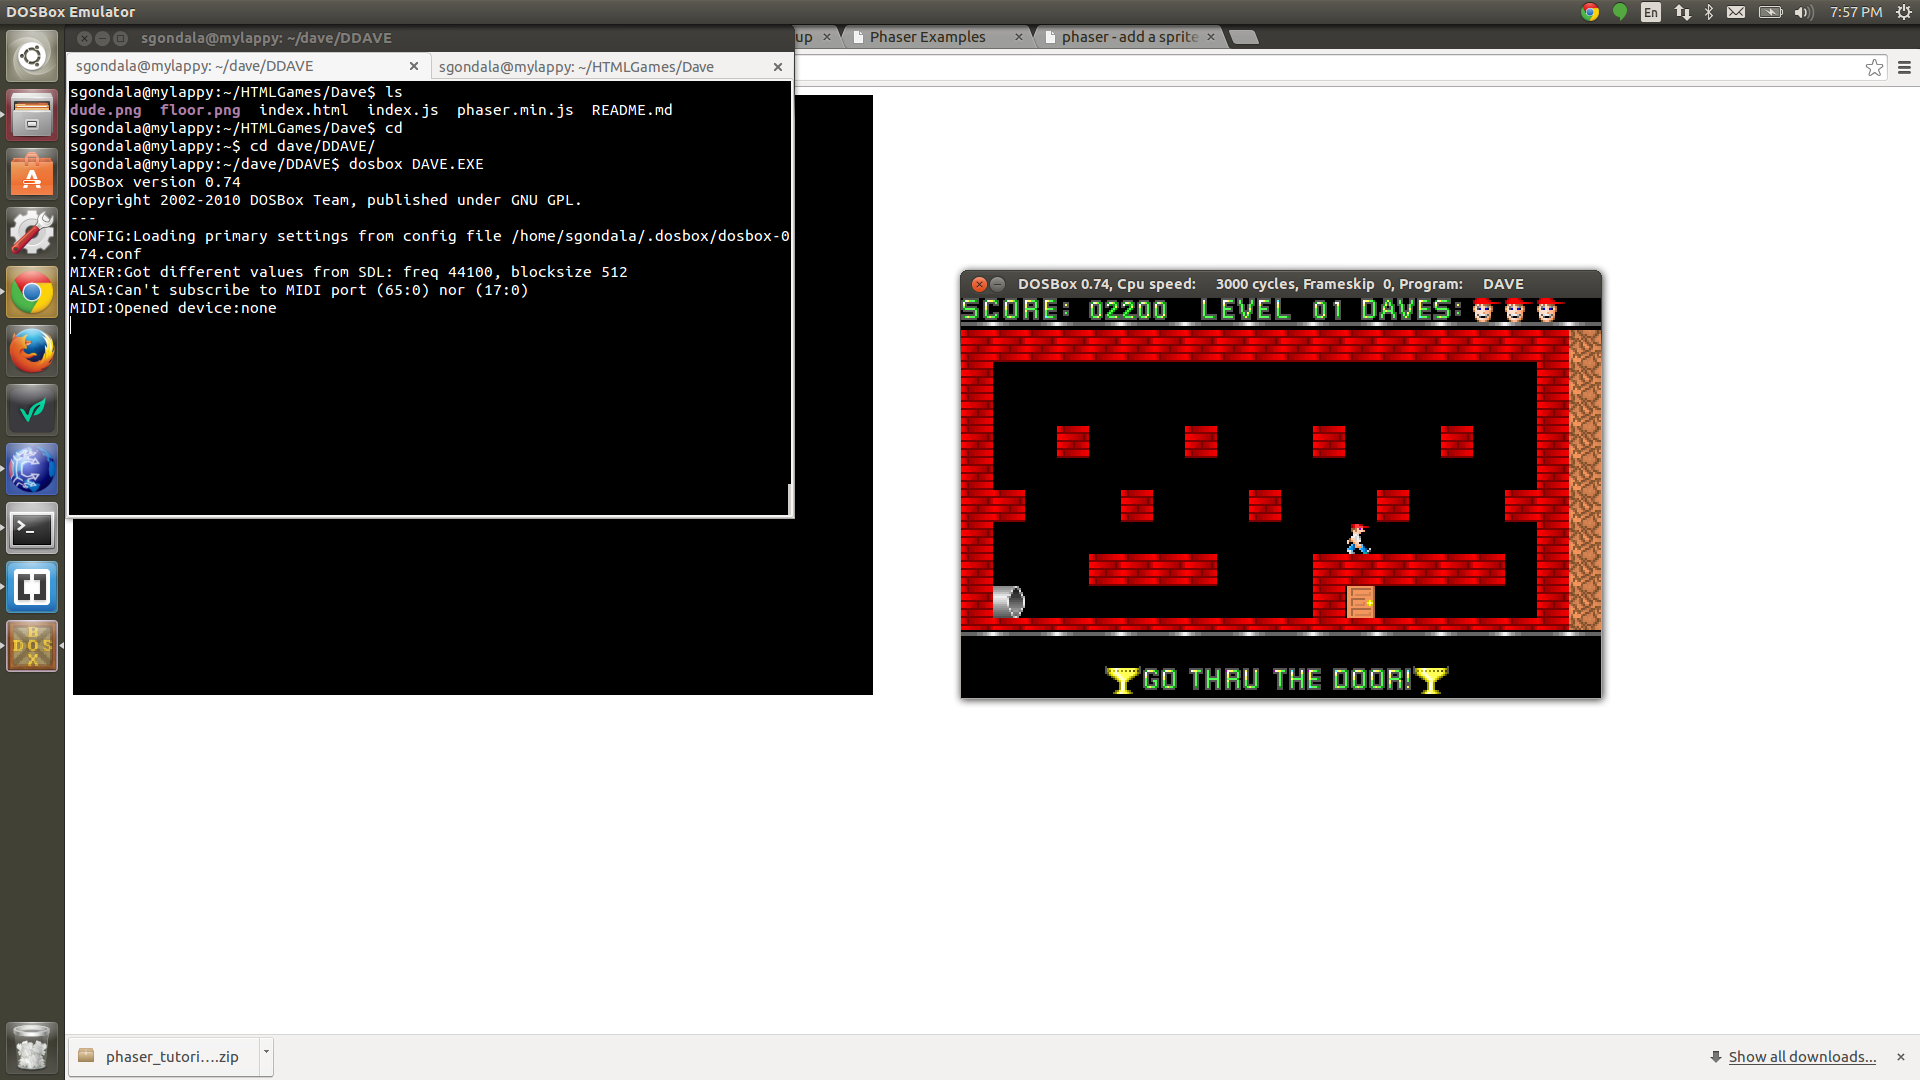 DOSBox Emulator
En
7:57 PM
sgondala@mylappy: ~/dave/DDAVE
up
Phaser Examples
phaser - add a sprite
sgondala@mylappy: ~/dave/DDAVE
sgondala@mylappy: ~/HTMLGames/Dave
sgondala@mylappy:~/HTMLGames/Dave$ ls
dude.png  floor.png  index.html  index.js  phaser.min.js  README.md
sgondala@mylappy:~/HTMLGames/Dave$ cd
sgondala@mylappy:~$ cd dave/DDAVE/
sgondala@mylappy:~/dave/DDAVE$ dosbox DAVE.EXE
DOSBox version 0.74
Copyright 2002-2010 DOSBox Team, published under GNU GPL.
---
CONFIG:Loading primary settings from config file /home/sgondala/.dosbox/dosbox-0
.74.conf
MIXER:Got different values from SDL: freq 44100, blocksize 512
ALSA:Can't subscribe to MIDI port (65:0) nor (17:0)
MIDI:Opened device:none
DOSBox 0.74, Cpu speed: 3000 cycles, Frameskip 0, Program: DAVE
SCORE: 02200 LEVEL 01 DAVES:
GO THRU THE DOOR!
BOX
DOS
phaser_tutori....zip
Show all downloads...